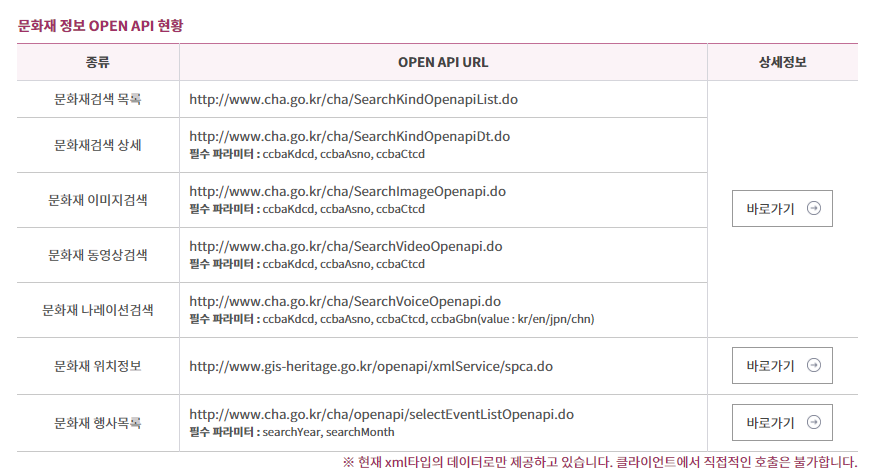 문화재 정보 OPEN API 현황
종류 OPEN API URL 상세정보
문화재검색 목록 http://www.cha.go.kr/cha/SearchKindOpenapiList.do
문화재검색 상세 http://www.cha.go.kr/cha/SearchKindOpenapiDt.do
필수 파라미터 : ccbaKdcd, ccbaAsno, ccbaCtcd
문화재 이미지검색 http://www.cha.go.kr/cha/SearchImageOpenapi.do
필수 파라미터 : ccbaKdcd, ccbaAsno, ccbaCtcd
바로가기
문화재 동영상검색 http://www.cha.go.kr/cha/SearchVideoOpenapi.do
필수 파라미터 : ccbaKdcd, ccbaAsno, ccbaCtcd
문화재 나레이션검색 http://www.cha.go.kr/cha/SearchVoiceOpenapi.do
필수 파라미터 : ccbaKdcd, ccbaAsno, ccbaCtcd, ccbaGbn(value : kr/en/jpn/chn)
문화재 위치정보 http://www.gis-heritage.go.kr/openapi/xmlService/spca.do 바로가기
문화재 행사목록 http://www.cha.go.kr/cha/openapi/selectEventListOpenapi.do 바로가기
필수 파라미터 : searchYear, searchMonth
※ 현재 xml타입의 데이터로만 제공하고 있습니다. 클라이언트에서 직접적인 호출은 불가합니다.